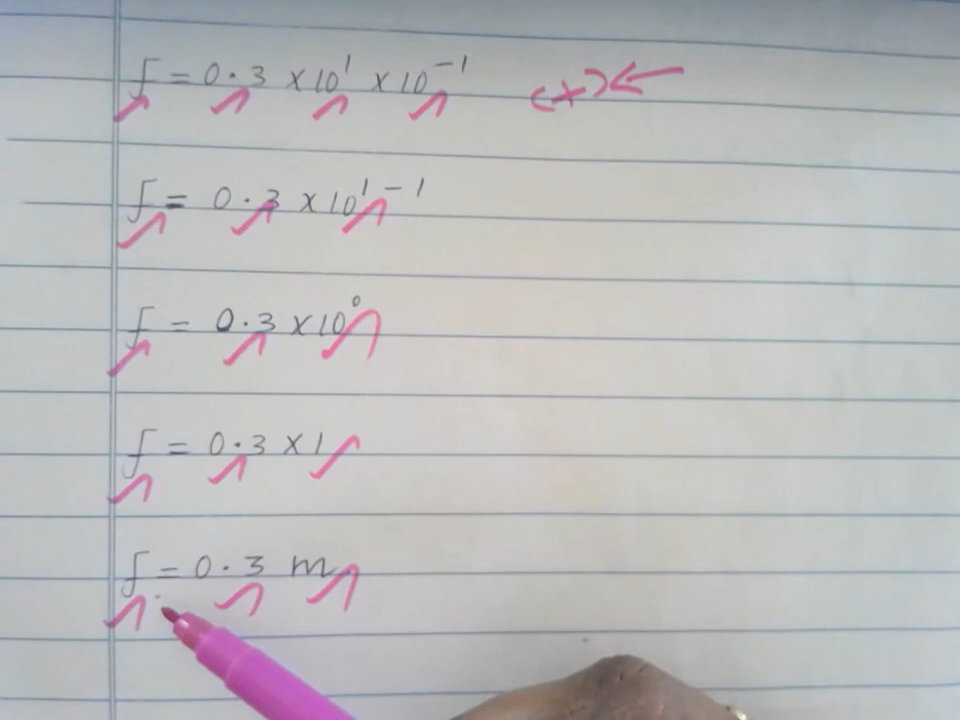 f = 0.3 × 10¹ × 10⁻¹ (×) ←
f = 0.3 × 10¹⁻¹
f = 0.3 × 10⁰
f = 0.3 × 1
f = 0.3 m